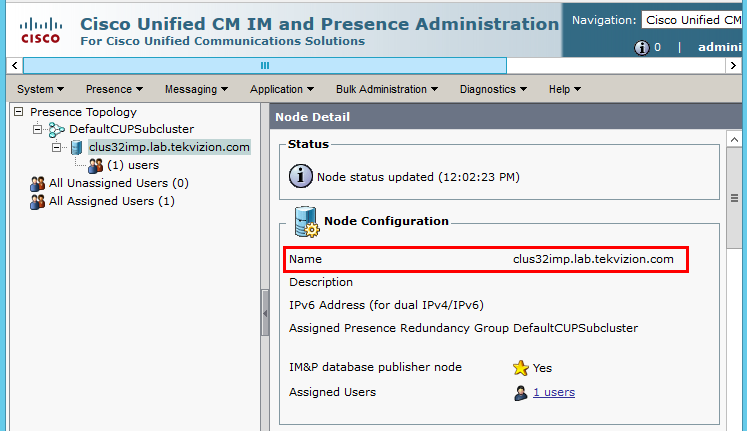 CISCO
Cisco Unified CM IM and Presence Administration
For Cisco Unified Communications Solutions
Navigation: Cisco Unified CM
0 | admini
System Presence Messaging Application Bulk Administration Diagnostics Help
Presence Topology
DefaultCUPSubcluster
clus32imp.lab.tekvizion.com
(1) users
All Unassigned Users (0)
All Assigned Users (1)
Node Detail
Status
Node status updated (12:02:23 PM)
Node Configuration
Name clus32imp.lab.tekvizion.com
Description
IPv6 Address (for dual IPv4/IPv6)
Assigned Presence Redundancy Group DefaultCUPSubcluster
IM&P database publisher node Yes
Assigned Users 1 users